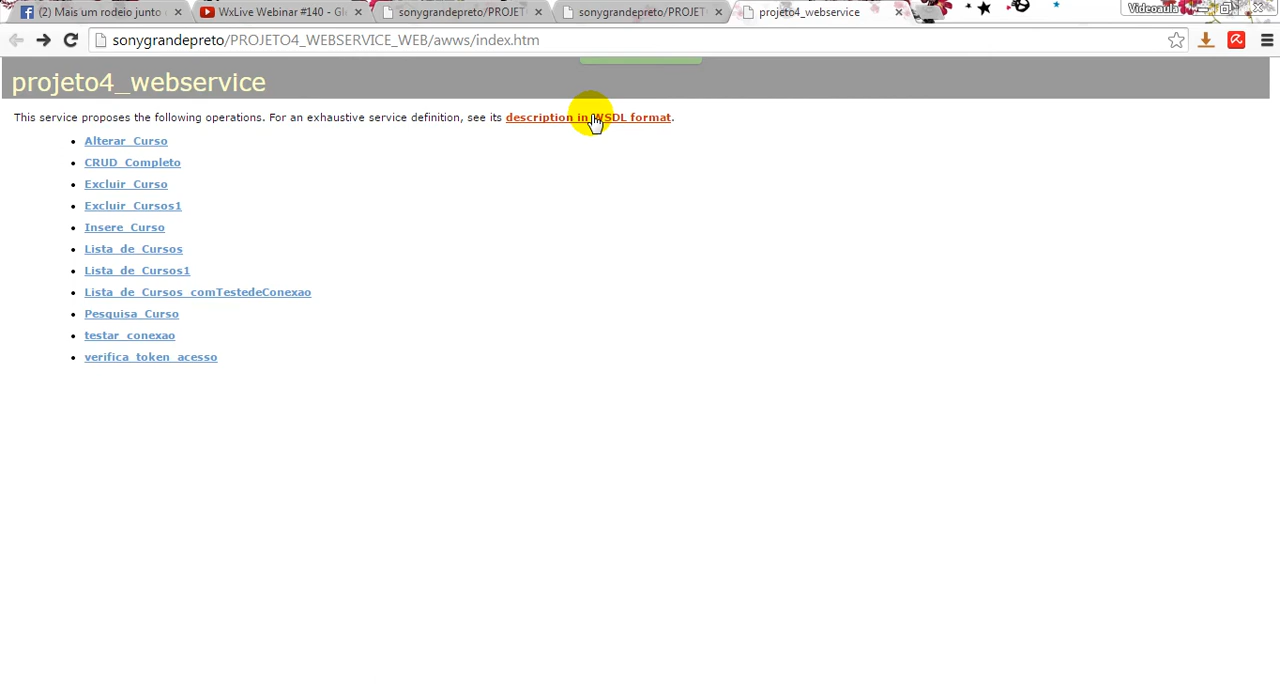 (2) Mais um rodeio junto
WxLive Webinar #140 - Gl
sonygrandepreto/PROJET
sonygrandepreto/PROJET
projeto4_webservice
Videoaula
sonygrandepreto/PROJETO4_WEBSERVICE_WEB/awws/index.htm
projeto4_webservice
This service proposes the following operations. For an exhaustive service definition, see its description in WSDL format.
Alterar_Curso
CRUD_Completo
Excluir_Curso
Excluir_Cursos1
Insere_Curso
Lista_de_Cursos
Lista_de_Cursos1
Lista_de_Cursos_comTestedeConexao
Pesquisa_Curso
testar_conexao
verifica_token_acesso